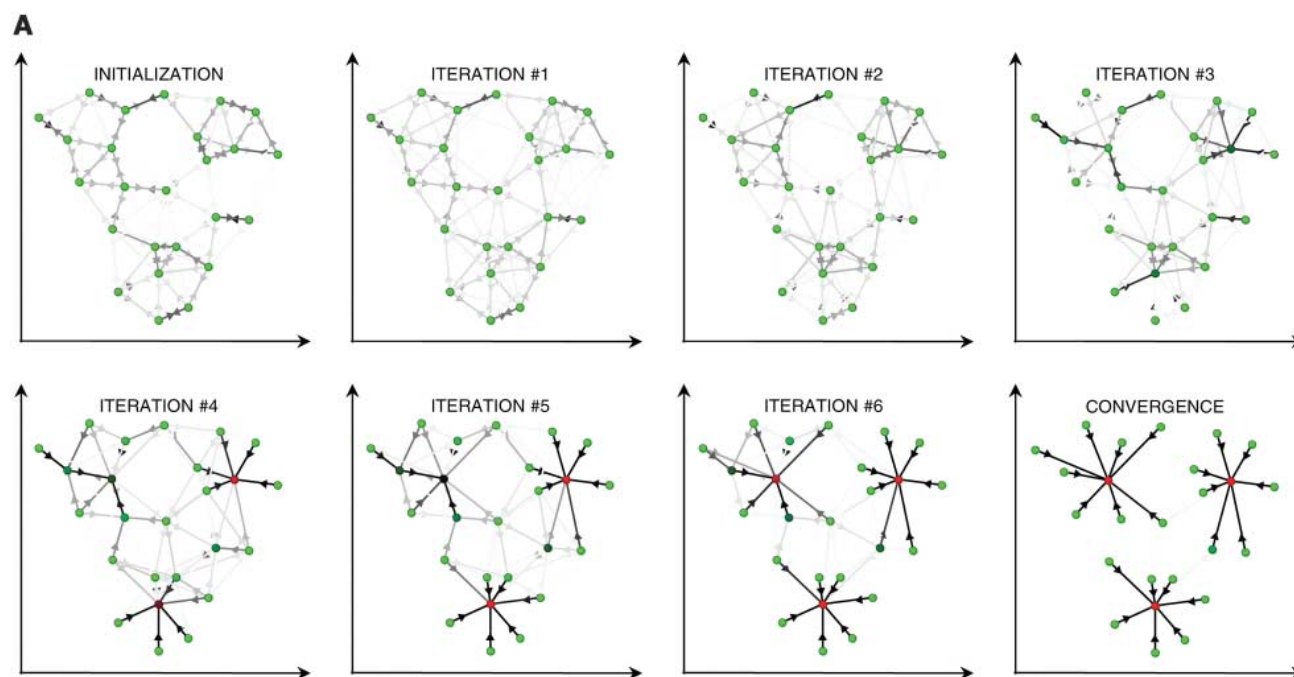 A
INITIALIZATION
ITERATION #1
ITERATION #2
ITERATION #3
ITERATION #4
ITERATION #5
ITERATION #6
CONVERGENCE